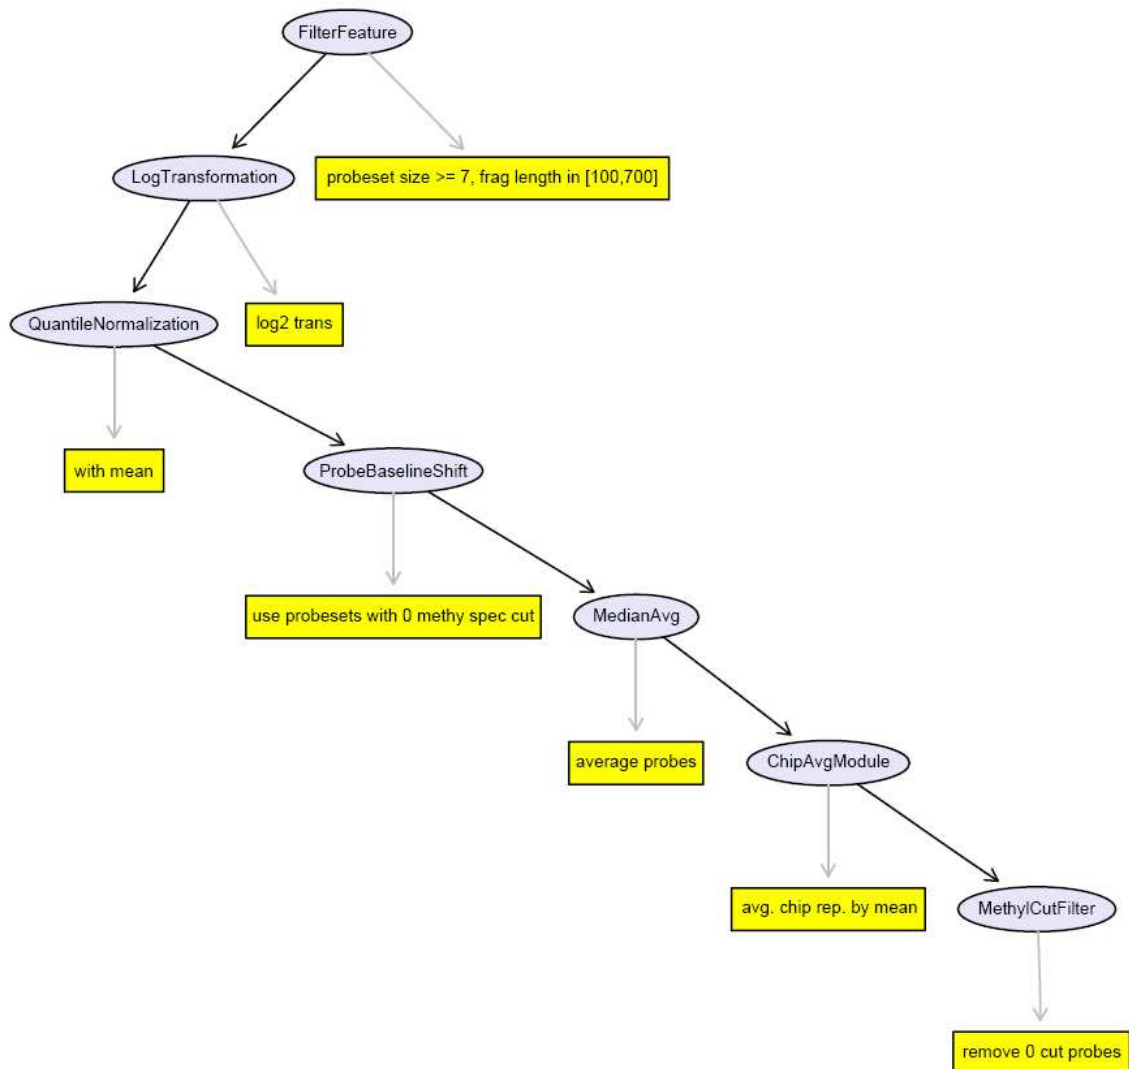 FilterFeature
LogTransformation
probeset size >= 7, frag length in [100,700]
QuantileNormalization
log2 trans
with mean
ProbeBaselineShift
use probesets with 0 methy spec cut
MedianAvg
average probes
ChipAvgModule
avg. chip rep. by mean
MethylCutFilter
remove 0 cut probes